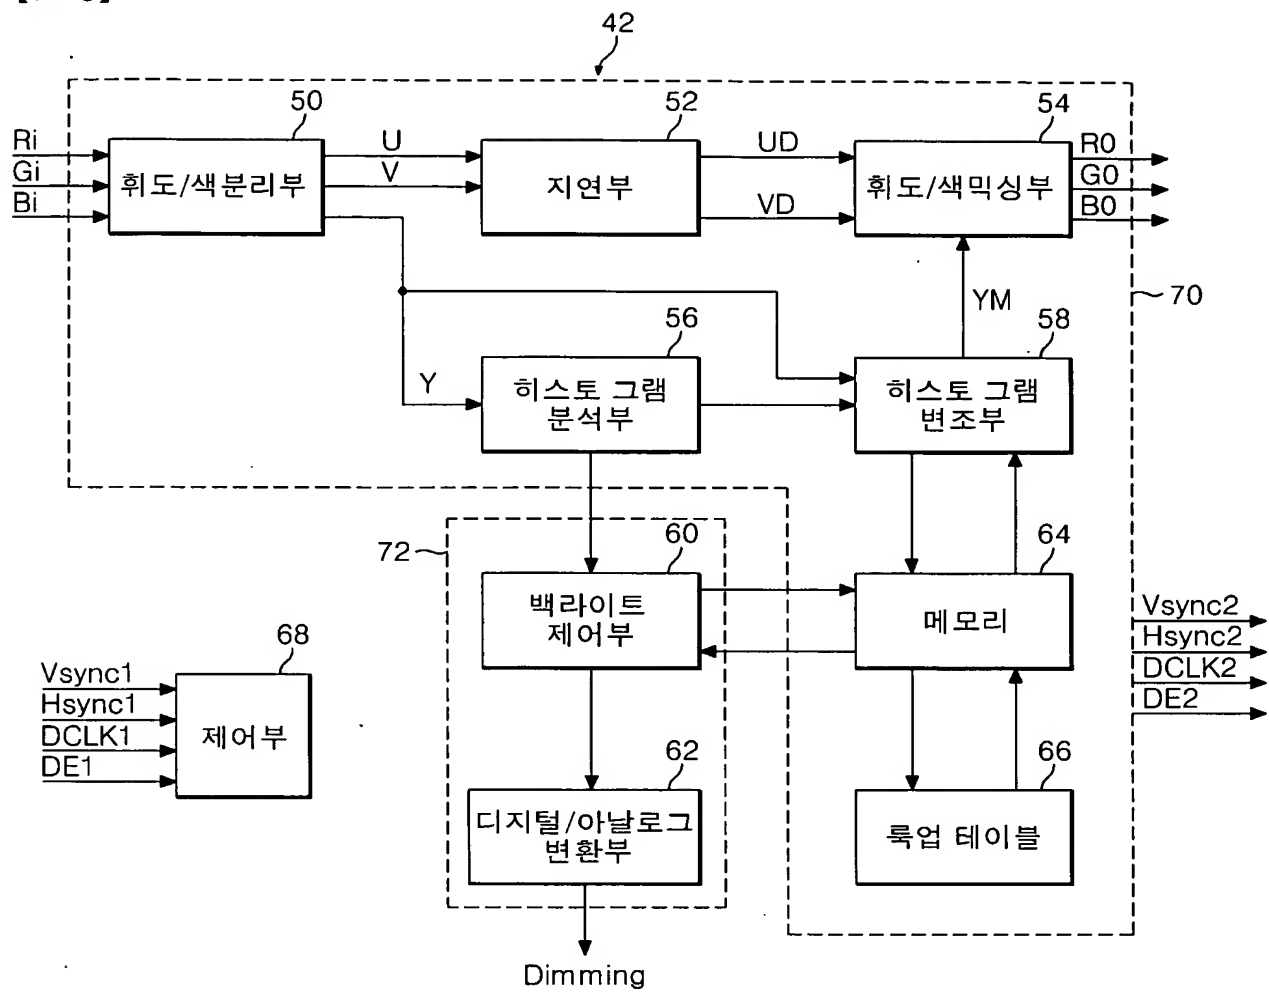 42
50
52
54
Ri
Gi
Bi
휘도/색분리부
U
V
지연부
UD
VD
휘도/색믹싱부
R0
G0
B0
YM
70
56
58
Y
히스토 그램
분석부
히스토 그램
변조부
72
60
64
백라이트
제어부
메모리
Vsync2
Hsync2
DCLK2
DE2
68
Vsync1
Hsync1
DCLK1
DE1
제어부
62
66
디지털/아날로그
변환부
룩업 테이블
Dimming